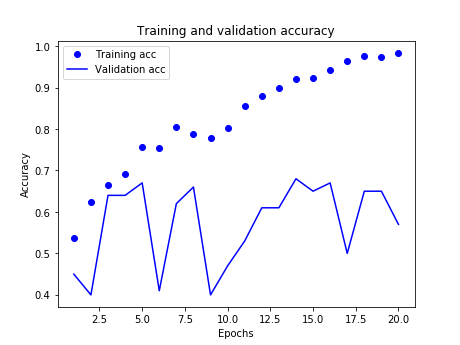 Training and validation accuracy
Training acc
Validation acc
Accuracy
1.0
0.9
0.8
0.7
0.6
0.5
0.4
2.5 5.0 7.5 10.0 12.5 15.0 17.5 20.0
Epochs